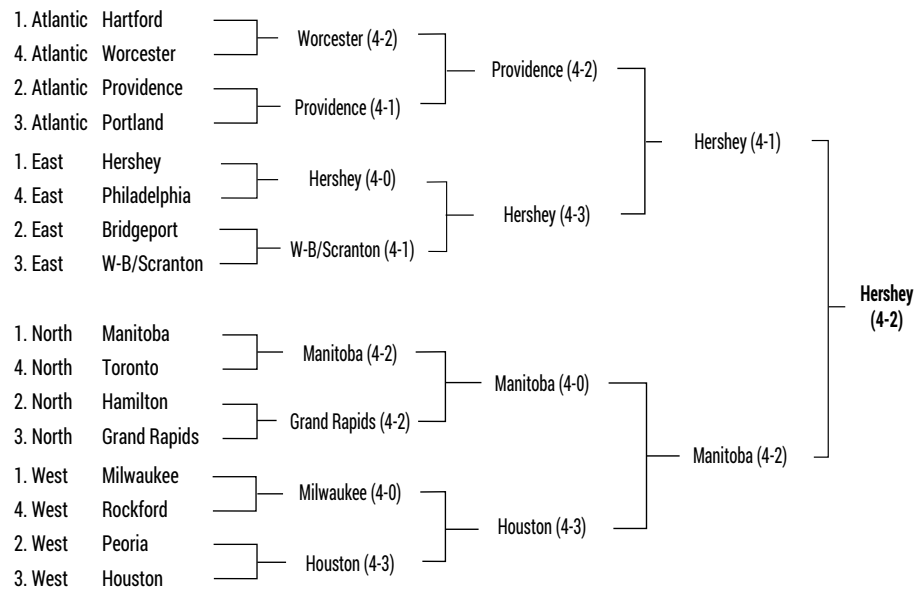 1. Atlantic Hartford
4. Atlantic Worcester
2. Atlantic Providence
3. Atlantic Portland
1. East Hershey
4. East Philadelphia
2. East Bridgeport
3. East W-B/Scranton
1. North Manitoba
4. North Toronto
2. North Hamilton
3. North Grand Rapids
1. West Milwaukee
4. West Rockford
2. West Peoria
3. West Houston
Worcester (4-2)
Providence (4-1)
Hershey (4-0)
W-B/Scranton (4-1)
Manitoba (4-2)
Grand Rapids (4-2)
Milwaukee (4-0)
Houston (4-3)
Providence (4-2)
Hershey (4-3)
Manitoba (4-0)
Houston (4-3)
Hershey (4-1)
Manitoba (4-2)
Hershey
(4-2)